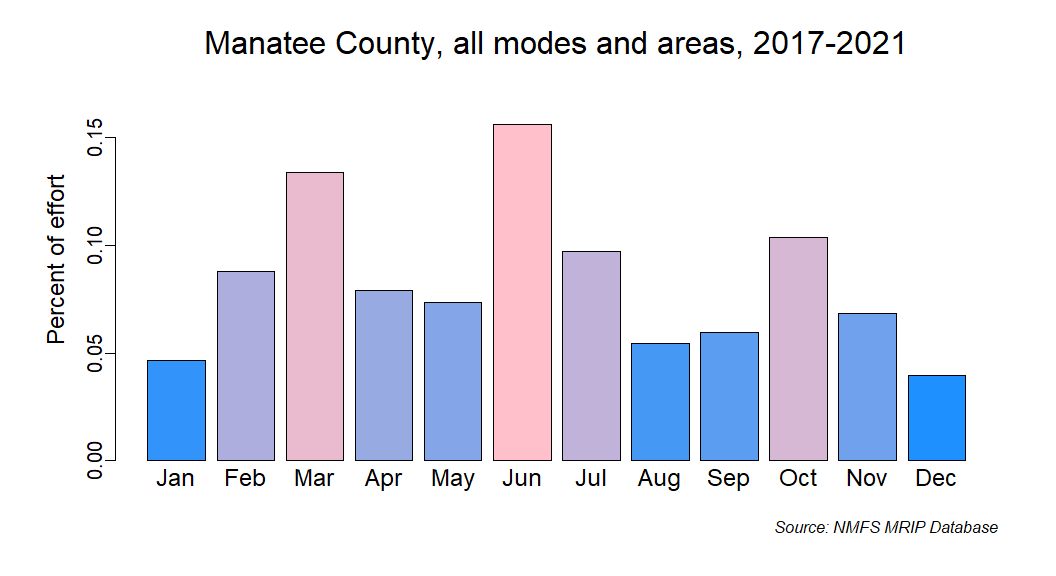 Manatee County, all modes and areas, 2017-2021
Percent of effort
0.15
0.10
0.05
0.00
Jan Feb Mar Apr May Jun Jul Aug Sep Oct Nov Dec
Source: NMFS MRIP Database